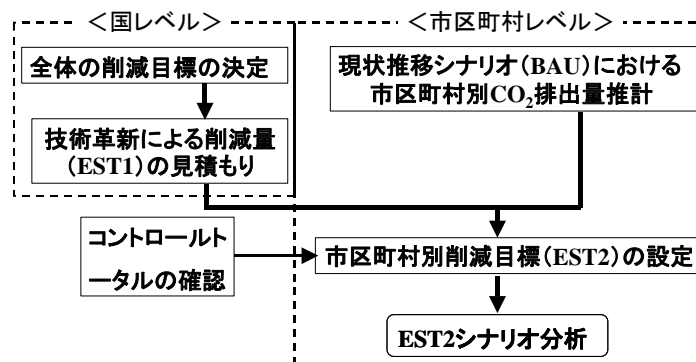 ＜国レベル＞
＜市区町村レベル＞
全体の削減目標の決定
現状推移シナリオ（BAU）における
市区町村別CO₂排出量推計
技術革新による削減量
（EST1）の見積もり
コントロールト
ータルの確認
市区町村別削減目標（EST2）の設定
EST2シナリオ分析